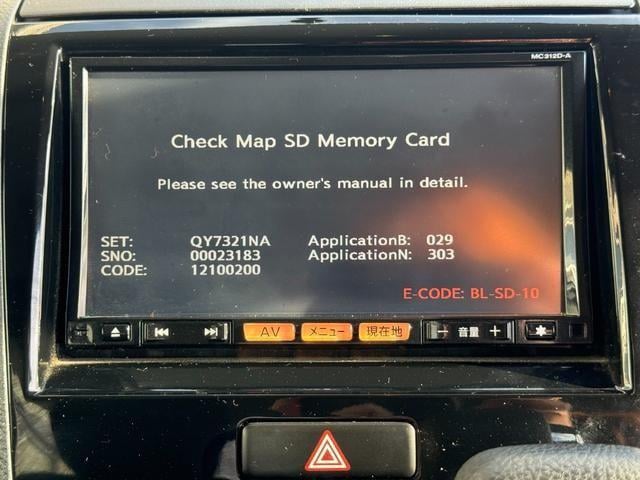 MC312D-A
Check Map SD Memory Card
Please see the owner's manual in detail.
SET: QY7321NA ApplicationB: 029
SNO: 00023183 ApplicationN: 303
CODE: 12100200
E-CODE: BL-SD-10
AV メニュー 現在地 − 音量 +